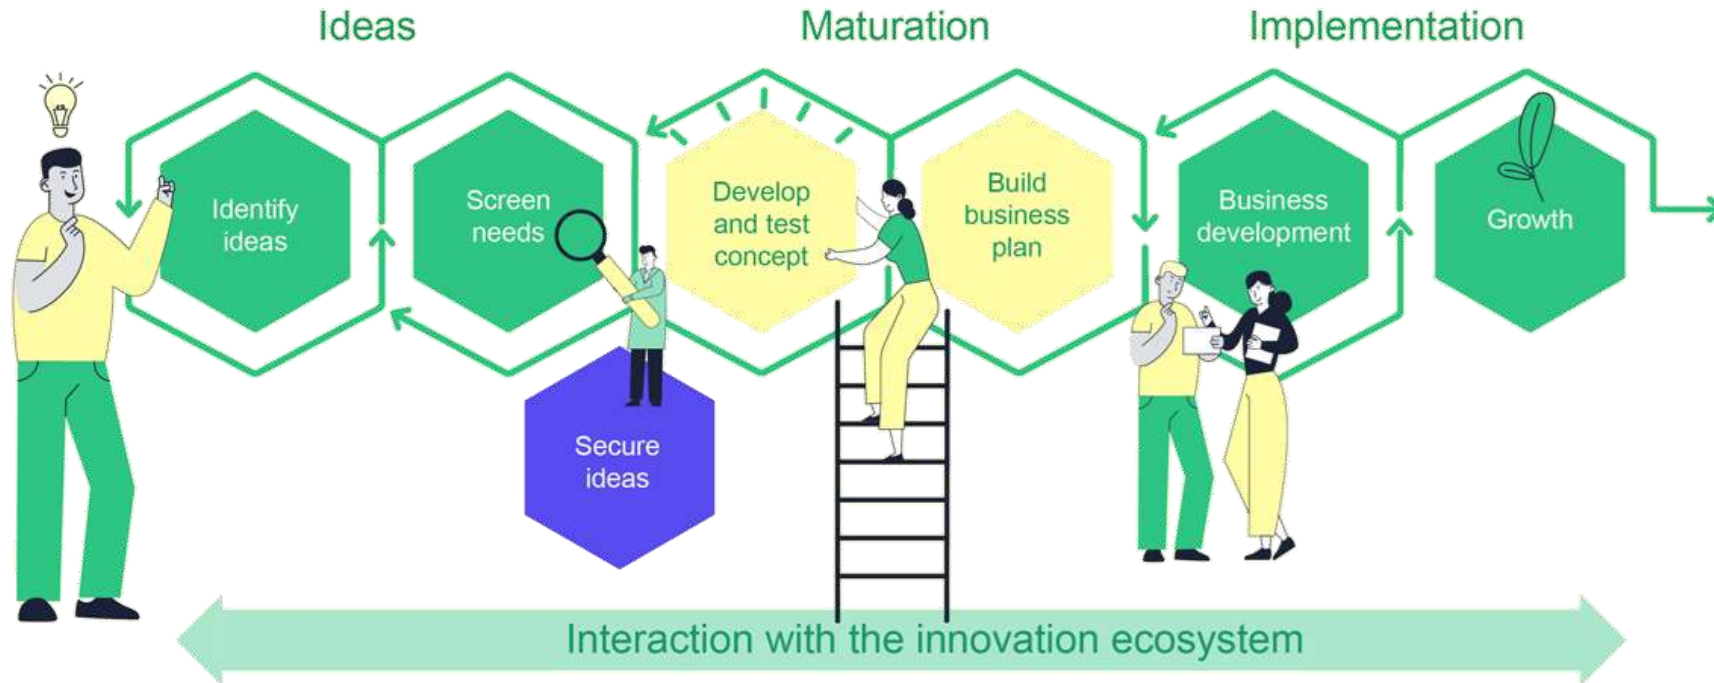 Ideas
Maturation
Implementation
Identify
ideas
Screen
needs
Develop
and test
concept
Build
business
plan
Business
development
Growth
Secure
ideas
Interaction with the innovation ecosystem